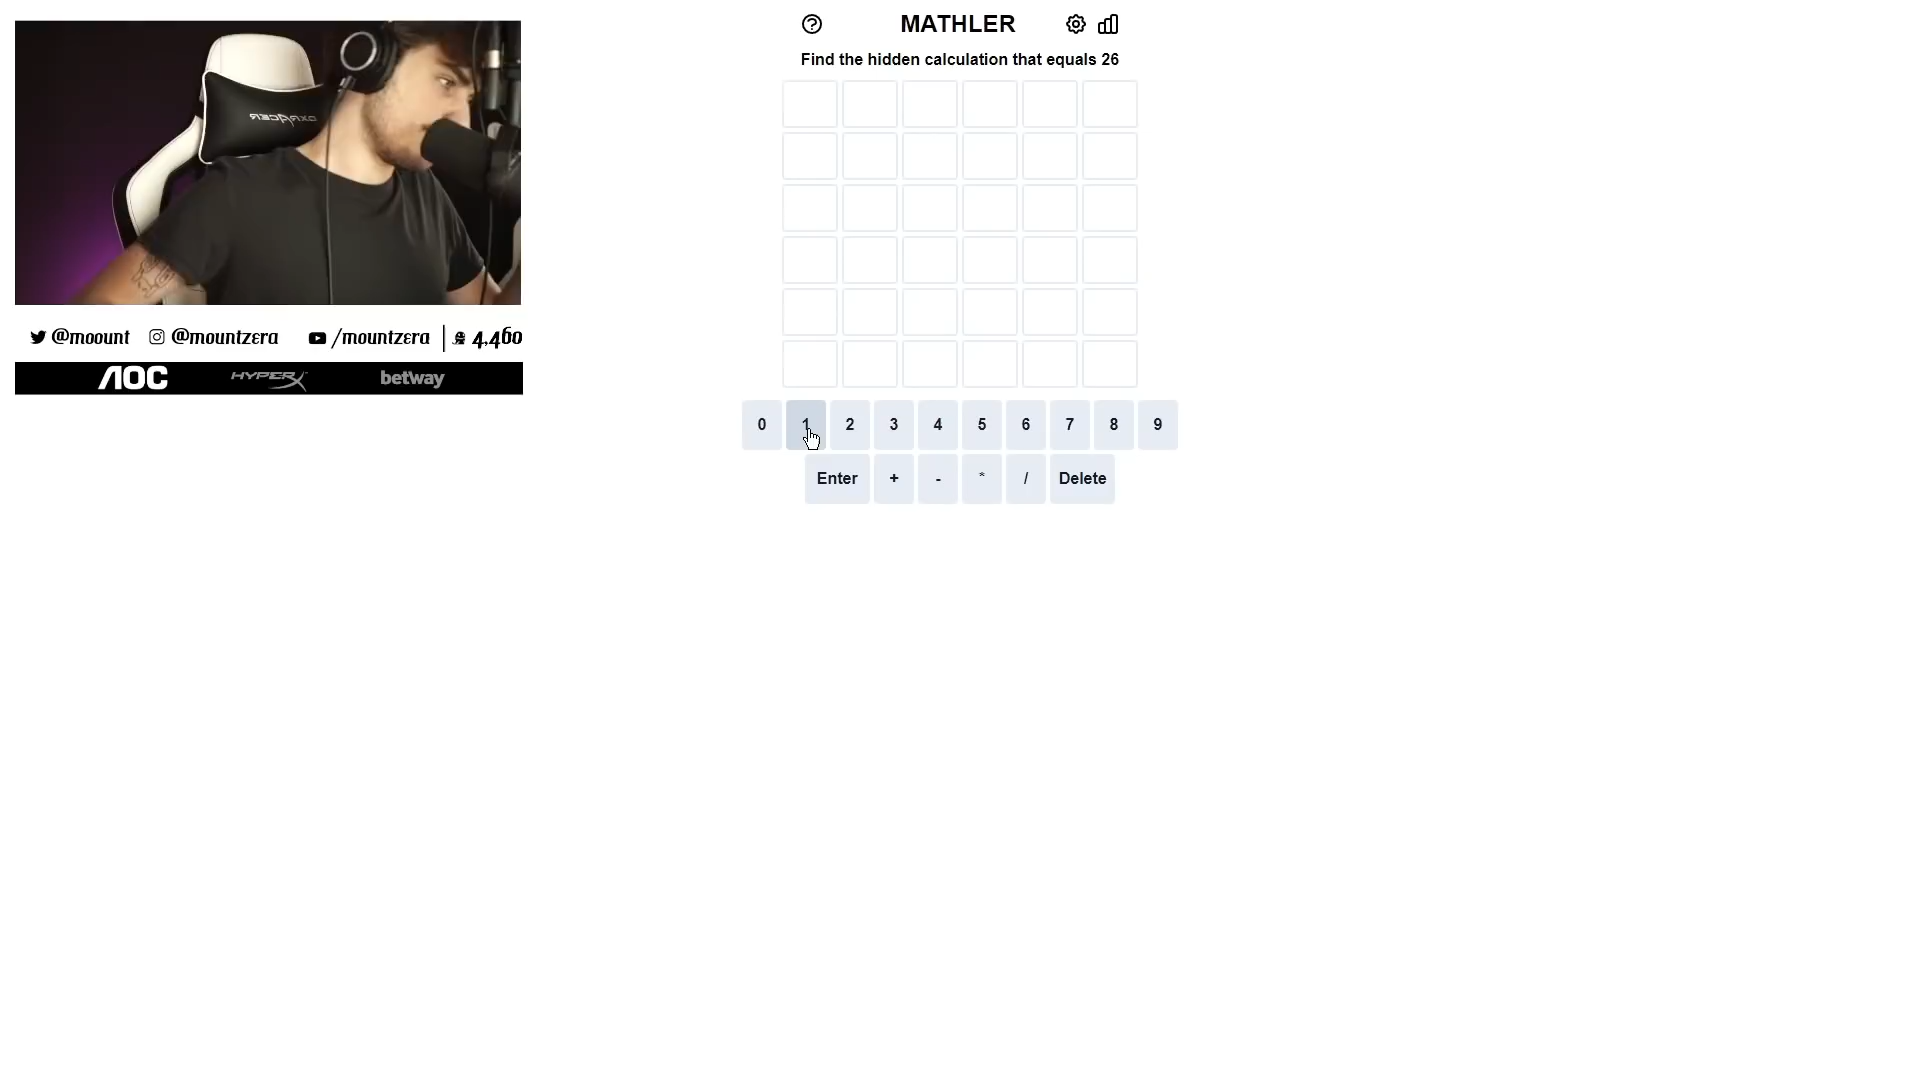 MATHLER
Find the hidden calculation that equals 26
DXRACER
@moount @mountzera /mountzera | 4,460
AOC HYPERX betway
0 1 2 3 4 5 6 7 8 9
Enter + - * / Delete